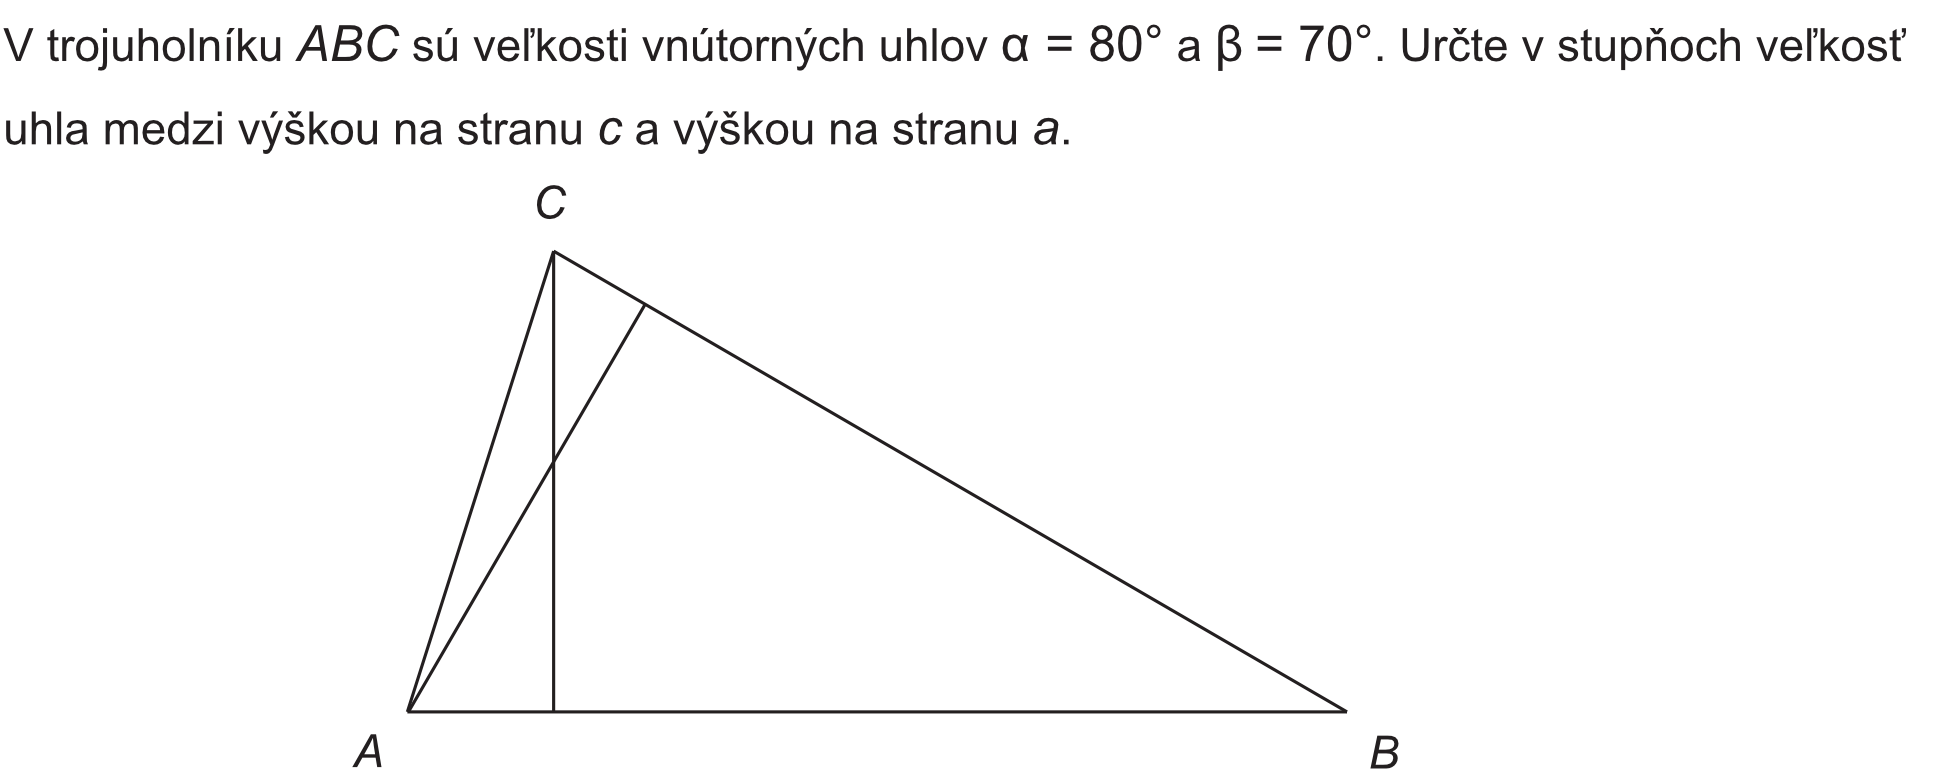 V trojuholníku ABC sú veľkosti vnútorných uhlov α = 80° a β = 70°. Určte v stupňoch veľkosť
uhla medzi výškou na stranu c a výškou na stranu a.
C
A
B